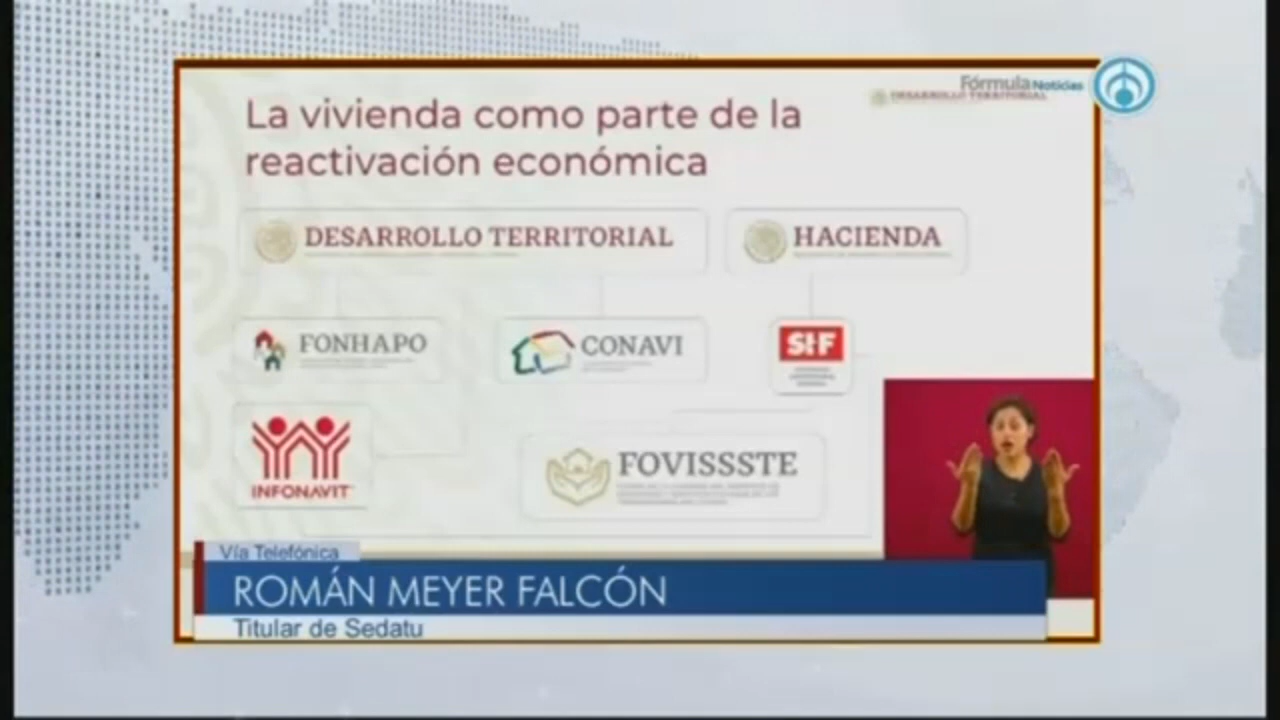 Fórmula Noticias
DESARROLLO TERRITORIAL
La vivienda como parte de la
reactivación económica
DESARROLLO TERRITORIAL
HACIENDA
FONHAPO
CONAVI
SHF
INFONAVIT
FOVISSSTE
Vía Telefónica
ROMÁN MEYER FALCÓN
Titular de Sedatu